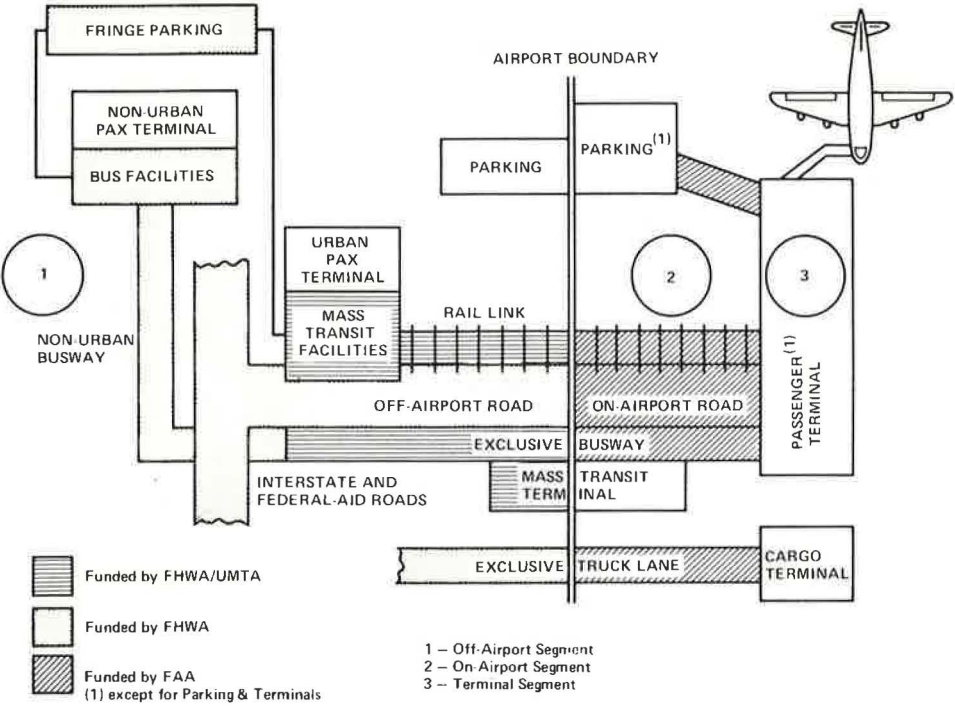 FRINGE PARKING
AIRPORT BOUNDARY
NON-URBAN
PAX TERMINAL
BUS FACILITIES
PARKING
PARKING(1)
URBAN
PAX
TERMINAL
1
2
3
MASS
TRANSIT
FACILITIES
RAIL LINK
NON-URBAN
BUSWAY
PASSENGER(1)
TERMINAL
OFF-AIRPORT ROAD
ON-AIRPORT ROAD
EXCLUSIVE BUSWAY
INTERSTATE AND
FEDERAL-AID ROADS
MASS TRANSIT
TERMINAL
EXCLUSIVE TRUCK LANE
CARGO
TERMINAL
Funded by FHWA/UMTA
Funded by FHWA
Funded by FAA
(1) except for Parking & Terminals
1 – Off-Airport Segment
2 – On-Airport Segment
3 – Terminal Segment